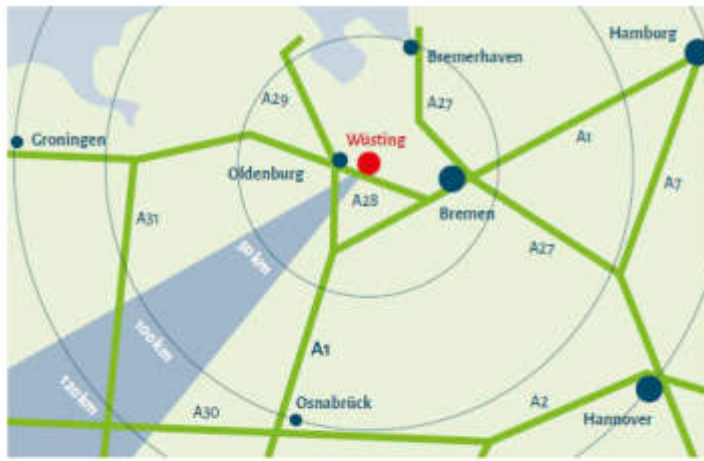 Hamburg
Bremerhaven
A29
A27
A1
Groningen
Wüsting
Oldenburg
A7
A28
A31
Bremen
50 km
A27
100 km
A1
120 km
Osnabrück
A30
A2
Hannover